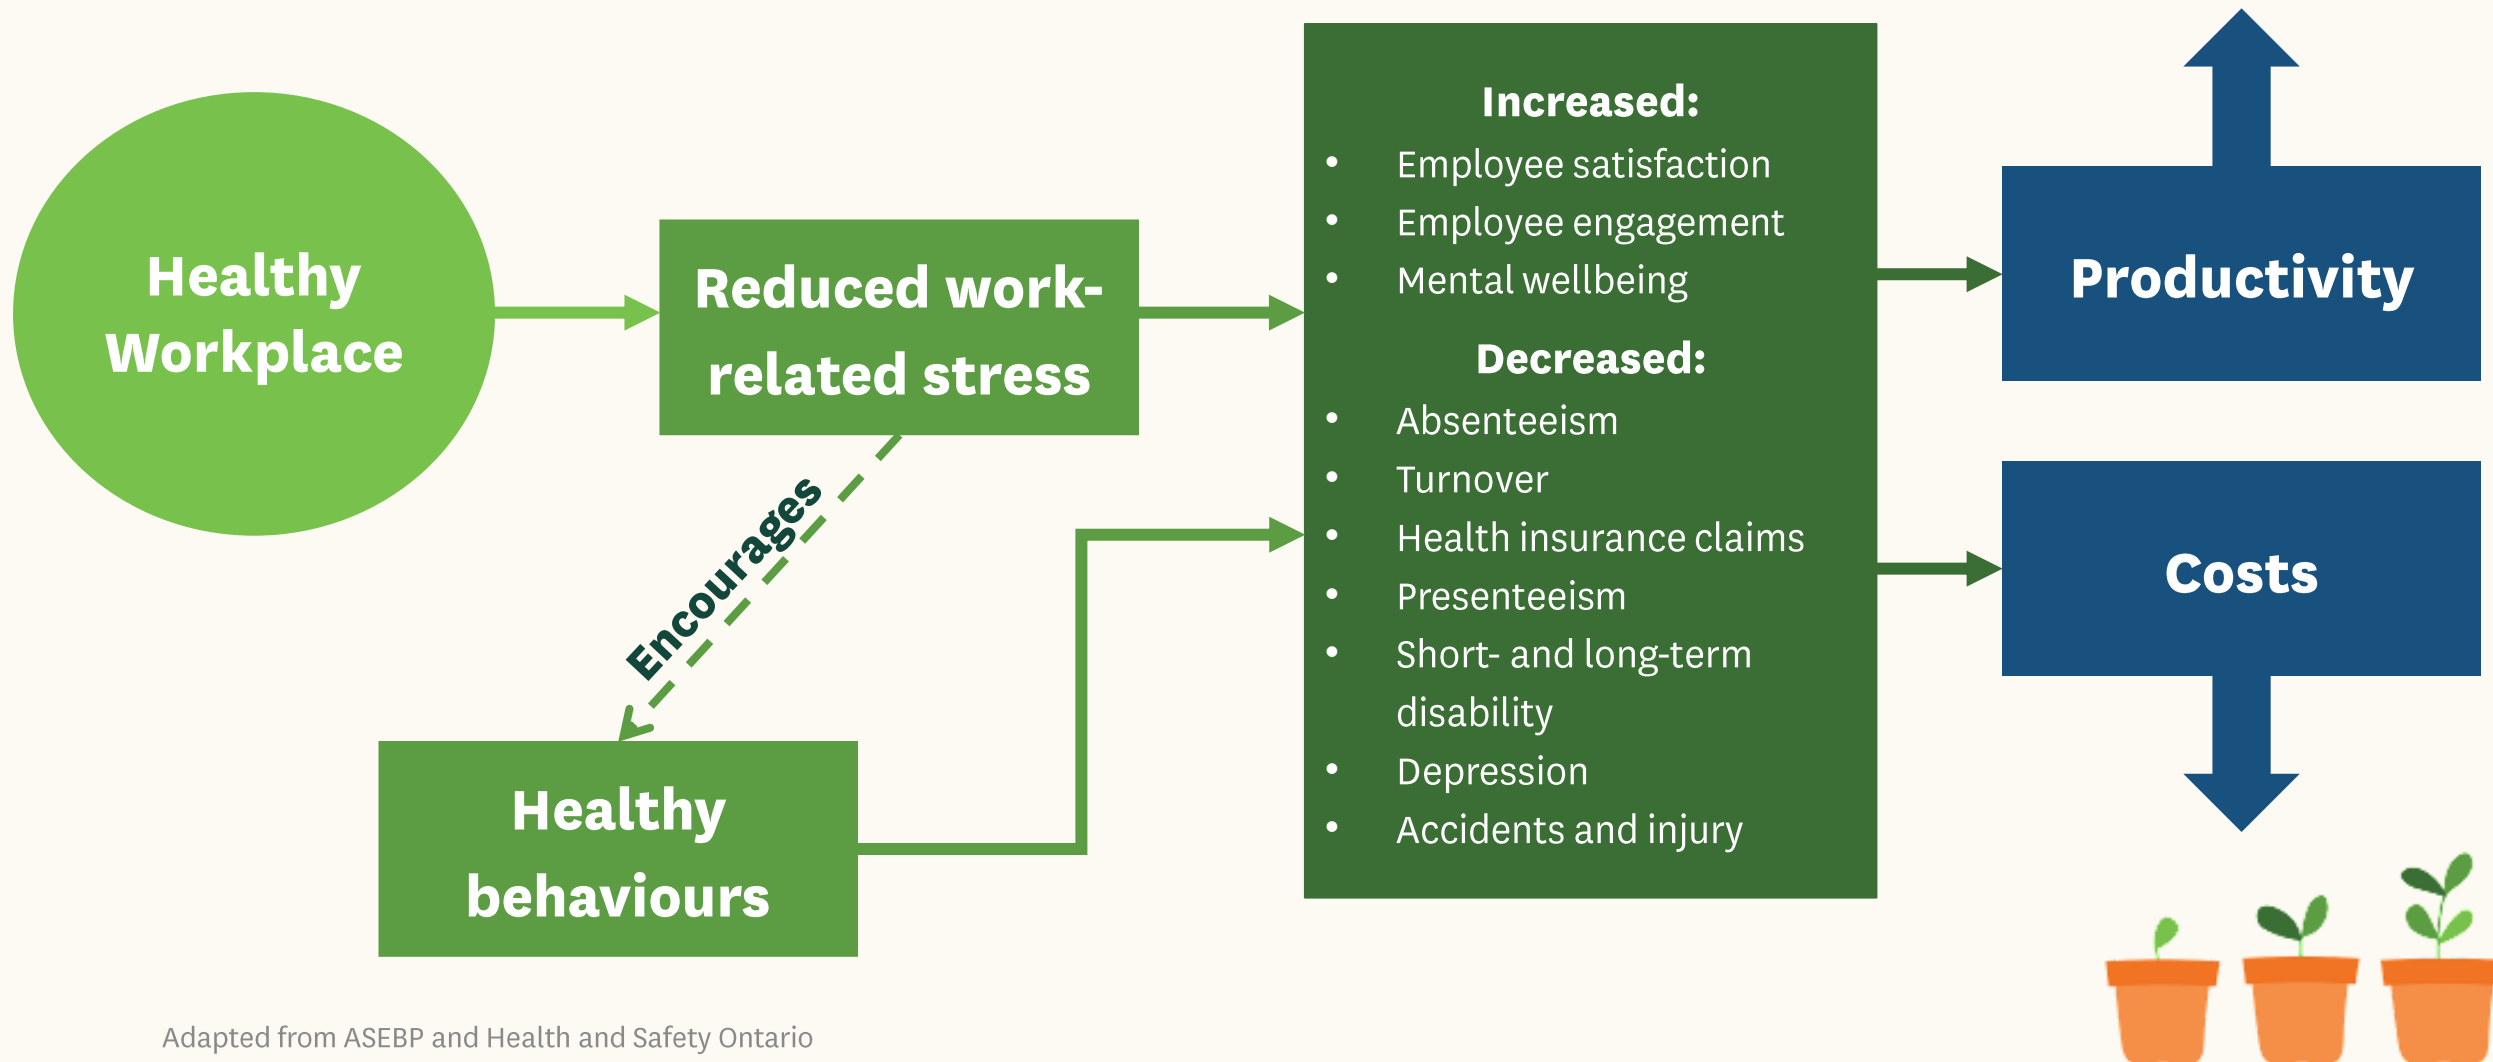 Healthy
Workplace
Reduced work-
related stress
Encourages
Healthy
behaviours
Increased:
• Employee satisfaction
• Employee engagement
• Mental wellbeing
Decreased:
• Absenteeism
• Turnover
• Health insurance claims
• Presenteeism
• Short- and long-term
disability
• Depression
• Accidents and injury
Productivity
Costs
Adapted from ASEBP and Health and Safety Ontario